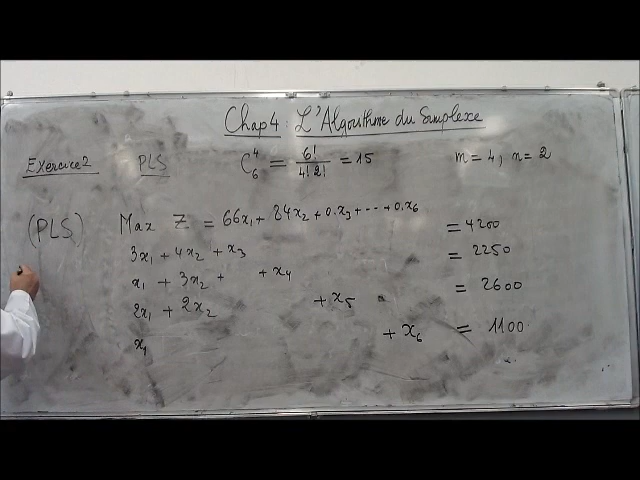 Chap4 : L'Algorithme du Simplexe
Exercice2 PLS C₆⁴ = 6!/4!2! = 15 m = 4, n = 2
(PLS) Max Z = 66x₁ + 84x₂ + 0.x₃ + --- + 0.x₆
3x₁ + 4x₂ + x₃ = 4200
x₁ + 3x₂ + + x₄ = 2250
2x₁ + 2x₂ + x₅ = 2600
x₁ + x₆ = 1100